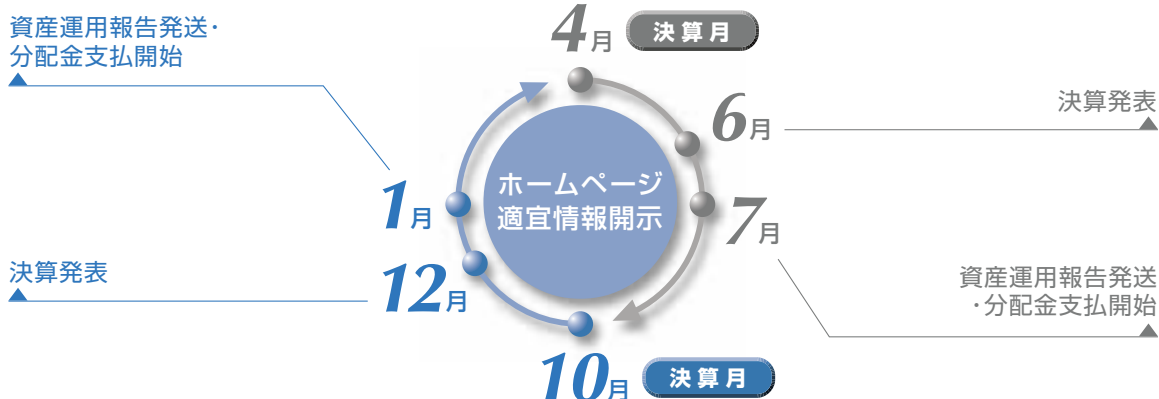 資産運用報告発送・
分配金支払開始
4月 決算月
6月
決算発表
ホームページ
適宜情報開示
1月
7月
決算発表
12月
資産運用報告発送
・分配金支払開始
10月 決算月